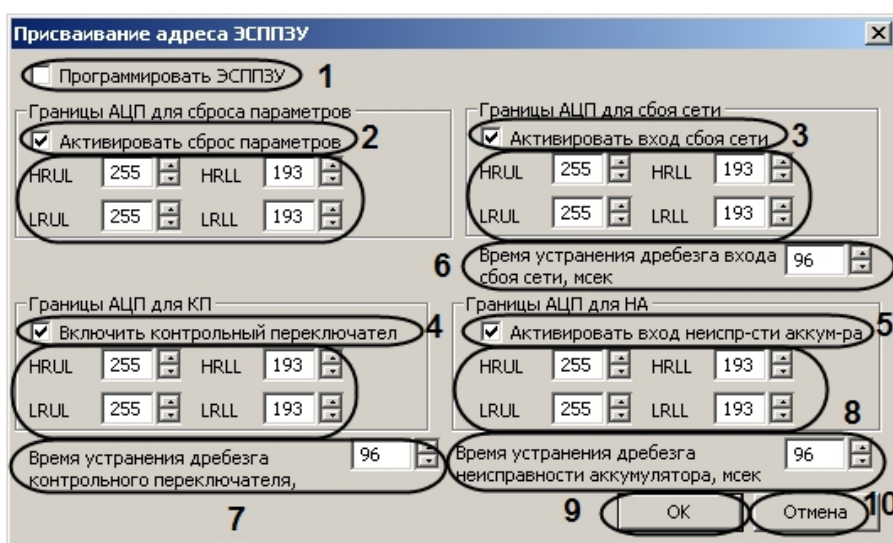 Присваивание адреса ЭСППЗУ
Программировать ЭСППЗУ 1
Границы АЦП для сброса параметров
Активировать сброс параметров 2
HRUL 255 HRLL 193
LRUL 255 LRLL 193
Границы АЦП для сбоя сети
Активировать вход сбоя сети 3
HRUL 255 HRLL 193
LRUL 255 LRLL 193
6 Время устранения дребезга входа 96
сбоя сети, мсек
Границы АЦП для КП
Включить контрольный переключател 4
HRUL 255 HRLL 193
LRUL 255 LRLL 193
Время устранения дребезга 96
контрольного переключателя,
7
Границы АЦП для НА
Активировать вход неиспр-сти аккум-ра 5
HRUL 255 HRLL 193
LRUL 255 LRLL 193
8
Время устранения дребезга 96
неисправности аккумулятора, мсек
9 OK Отмена 10